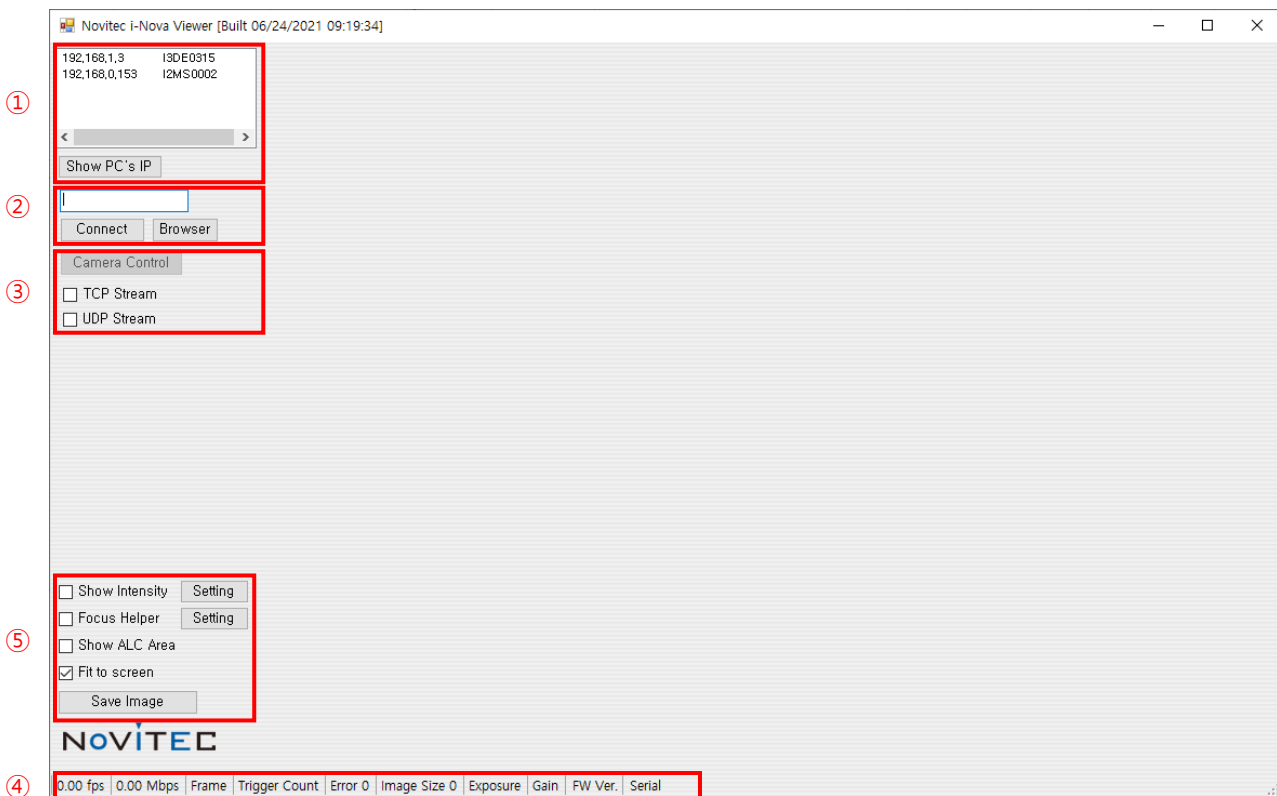 Novitec i-Nova Viewer [Built 06/24/2021 09:19:34]
①
192,168,1,3 I3DE0315
192,168,0,153 I2MS0002
Show PC's IP
②
Connect Browser
③
Camera Control
TCP Stream
UDP Stream
⑤
Show Intensity Setting
Focus Helper Setting
Show ALC Area
Fit to screen
Save Image
NOVITEC
④
0.00 fps 0.00 Mbps Frame Trigger Count Error 0 Image Size 0 Exposure Gain FW Ver. Serial